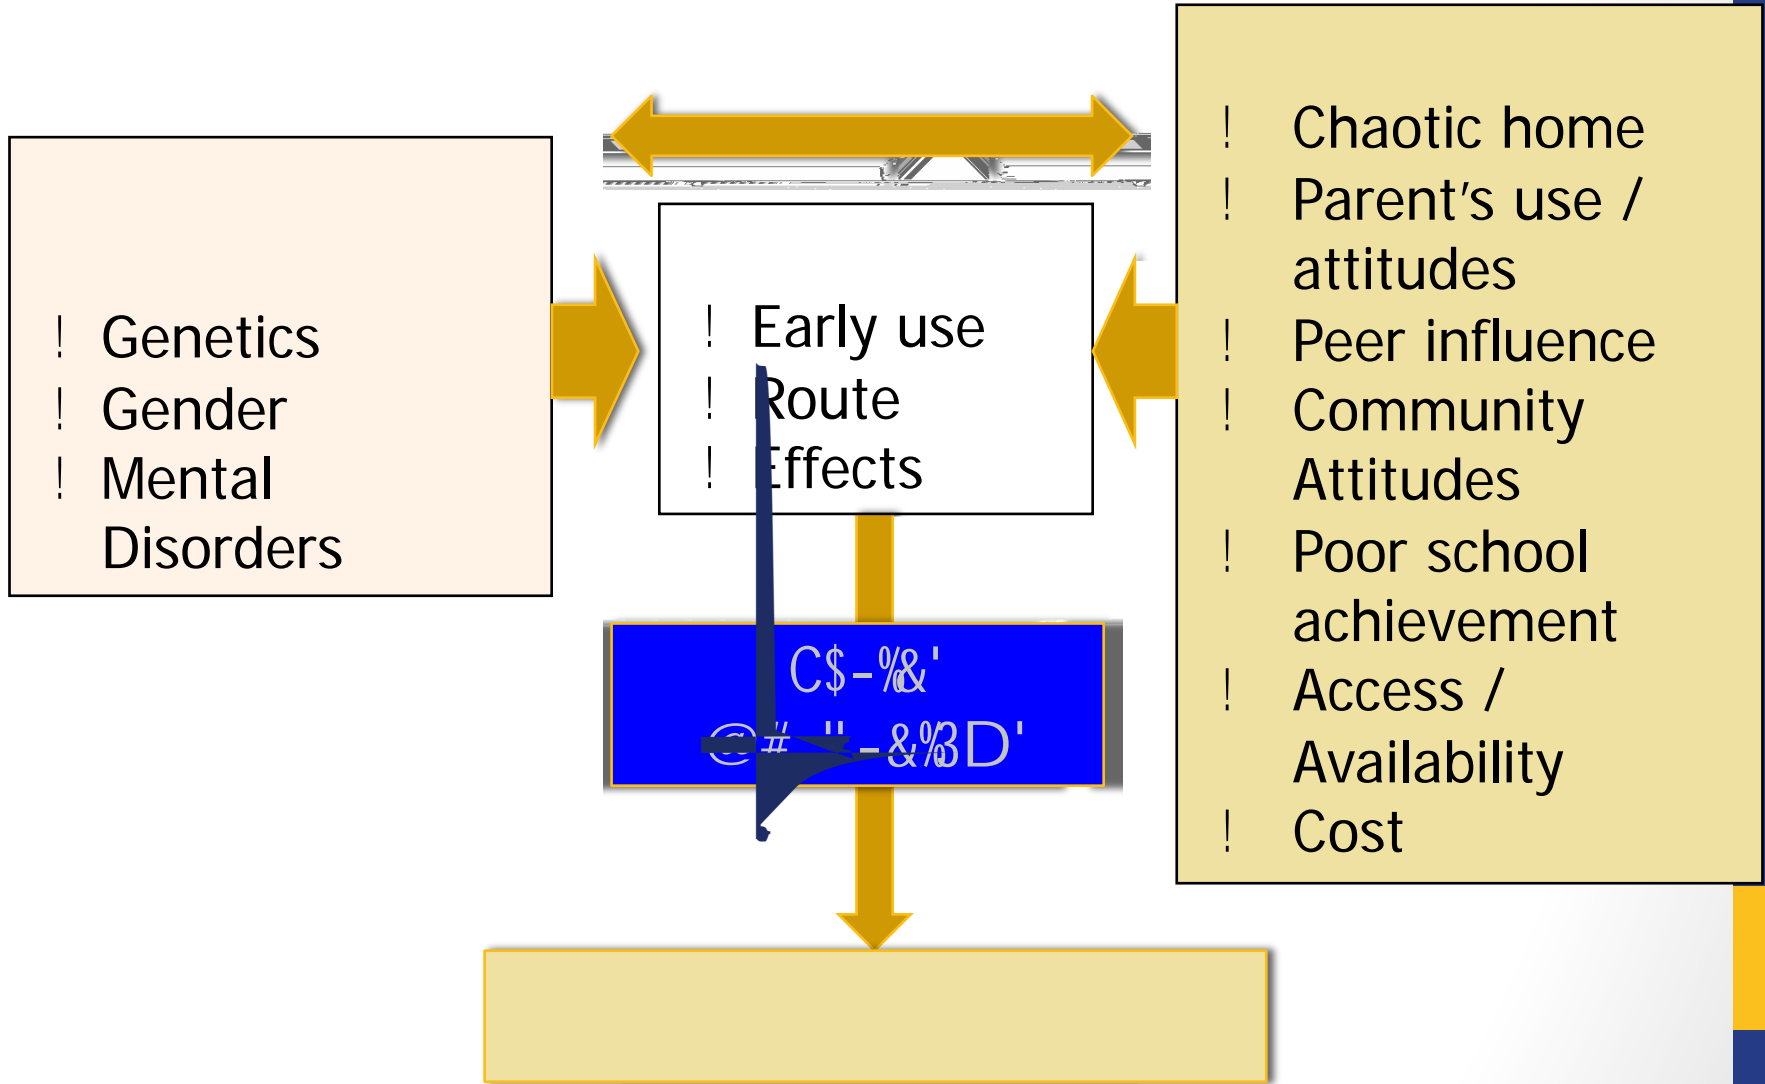 ! Genetics
! Gender
! Mental
Disorders
! Early use
! Route
! Effects
C$-%&'
@# "-&%3D'
! Chaotic home
! Parent's use /
attitudes
! Peer influence
! Community
Attitudes
! Poor school
achievement
! Access /
Availability
! Cost